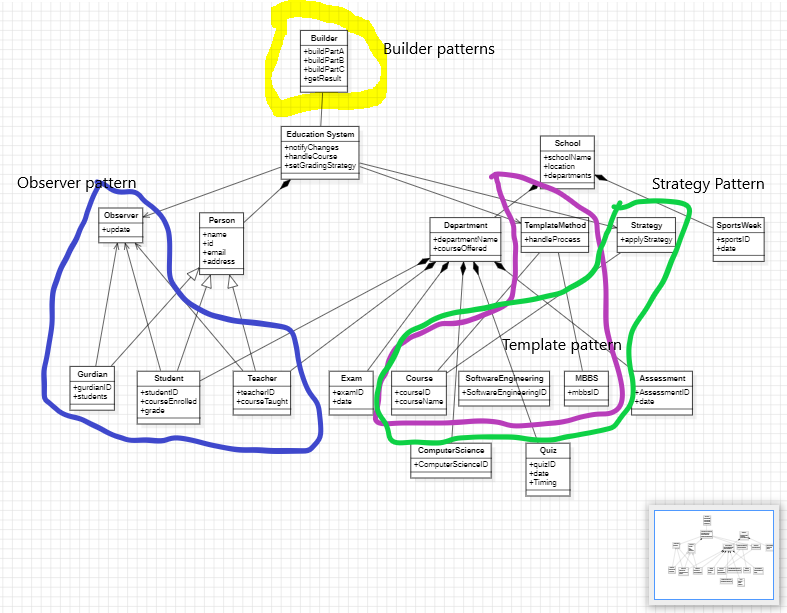 Builder
+buildPartA
+buildPartB
+buildPartC
+getResult
Builder patterns
Education System
+notifyChanges
+handleCourse
+setGradingStrategy
School
+schoolName
+location
+departments
Observer pattern
Strategy Pattern
Observer
+update
Person
+name
+id
+email
+address
Department
+departmentName
+courseOffered
TemplateMethod
+handleProcess
Strategy
+applyStrategy
SportsWeek
+sportsID
+date
Template pattern
Gurdian
+gurdianID
+students
Student
+studentID
+courseEnrolled
+grade
Teacher
+teacherID
+courseTaught
Exam
+examID
+date
Course
+courseID
+courseName
SoftwareEngineering
+SoftwareEngineeringID
MBBS
+mbbsID
Assessment
+AssessmentID
+date
ComputerScience
+ComputerScienceID
Quiz
+quizID
+date
+Timing